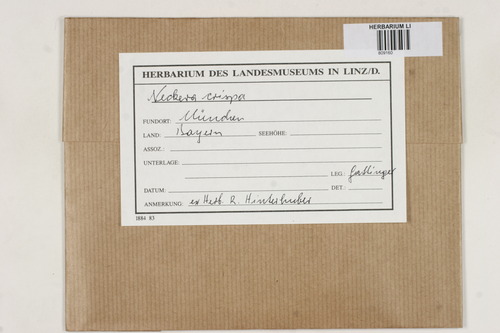 HERBARIUM LI
HERBARIUM DES LANDESMUSEUMS IN LINZ/D.
Neckera crispa
FUNDORT: München
LAND: Bayern SEEHÖHE:
ASSOZ.:
UNTERLAGE:
LEG.: Gattinger
DATUM: DET.:
ANMERKUNG: ex Herb. R. Hinterhuber
1884 83